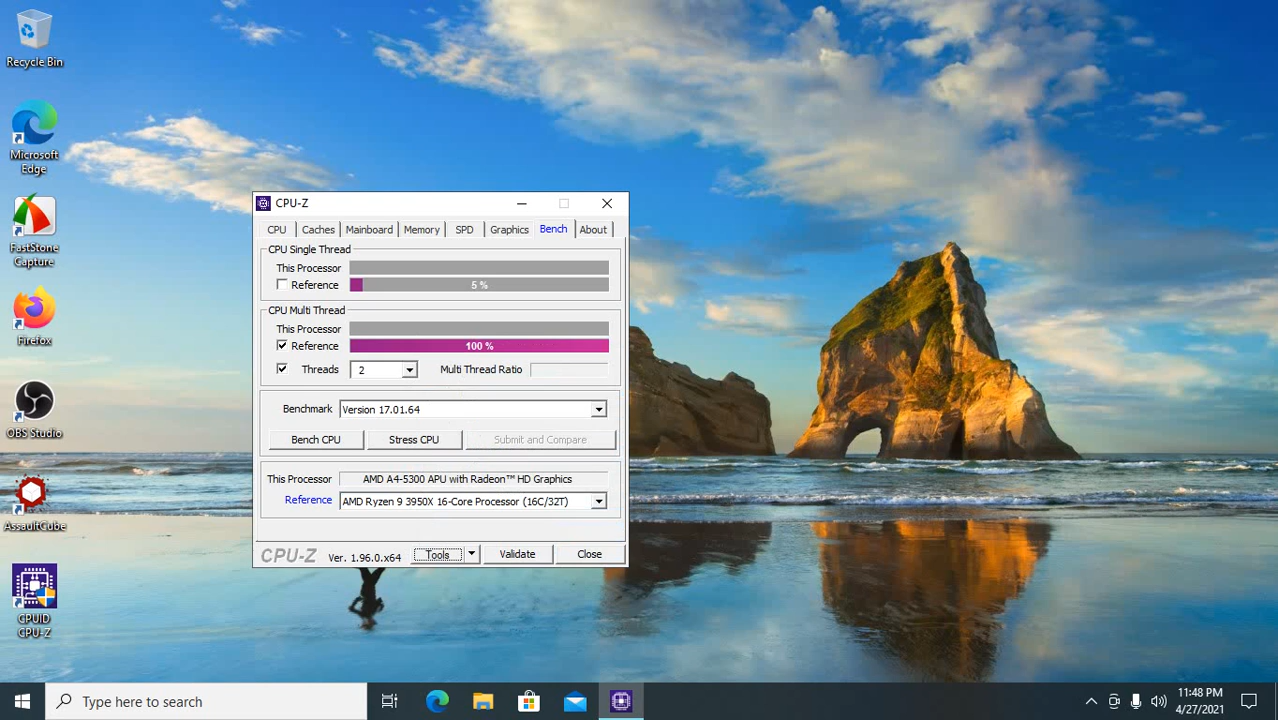 Recycle Bin
Microsoft
Edge
FastStone
Capture
Firefox
OBS Studio
AssaultCube
CPUID
CPU-Z
CPU-Z
CPU Caches Mainboard Memory SPD Graphics Bench About
CPU Single Thread
This Processor
Reference 5 %
CPU Multi Thread
This Processor
Reference 100 %
Threads 2 Multi Thread Ratio
Benchmark Version 17.01.64
Bench CPU Stress CPU Submit and Compare
This Processor AMD A4-5300 APU with Radeon™ HD Graphics
Reference AMD Ryzen 9 3950X 16-Core Processor (16C/32T)
CPU-Z Ver. 1.96.0.x64 Tools Validate Close
Type here to search
11:48 PM
4/27/2021